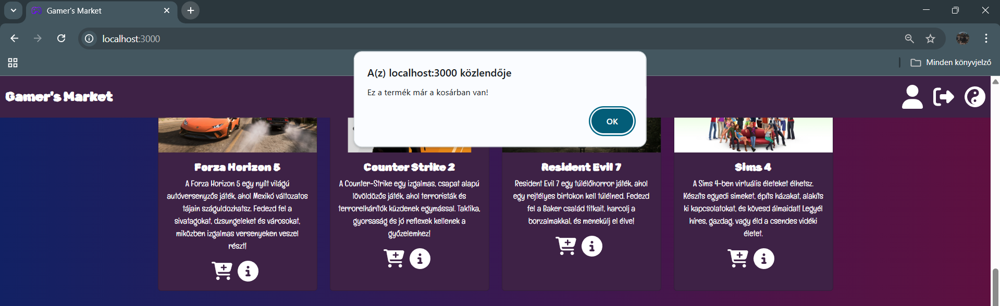 Gamer's Market
localhost:3000
Minden könyvjelző
A(z) localhost:3000 közlendője
Ez a termék már a kosárban van!
OK
Gamer's Market
Forza Horizon 5
A Forza Horizon 5 egy nyílt világú
autóversenyzős játék, ahol Mexikó változatos
tájain száguldozhatsz. Fedezd fel a
sivatagokat, dzsungeleket és városokat,
miközben izgalmas versenyeken veszel
részt!
Counter Strike 2
A Counter-Strike egy izgalmas, csapat alapú
lövöldözős játék, ahol terroristák és
terrorelhárítók küzdenek egymással. Taktika,
gyorsaság és jó reflexek kellenek a
győzelemhez!
Resident Evil 7
Resident Evil 7 egy túlélőhorror játék, ahol
egy rejtélyes birtokon kell túlélned. Fedezd
fel a Baker család titkait, harcolj a
borzalmakkal, és menekülj el élve!
Sims 4
A Sims 4-ben virtuális életeket élhetsz.
Készíts egyedi simeket, építs házakat, alakíts
ki kapcsolatokat, és kövesd álmaidat! Legyél
híres, gazdag, vagy éld a csendes vidéki
életet.